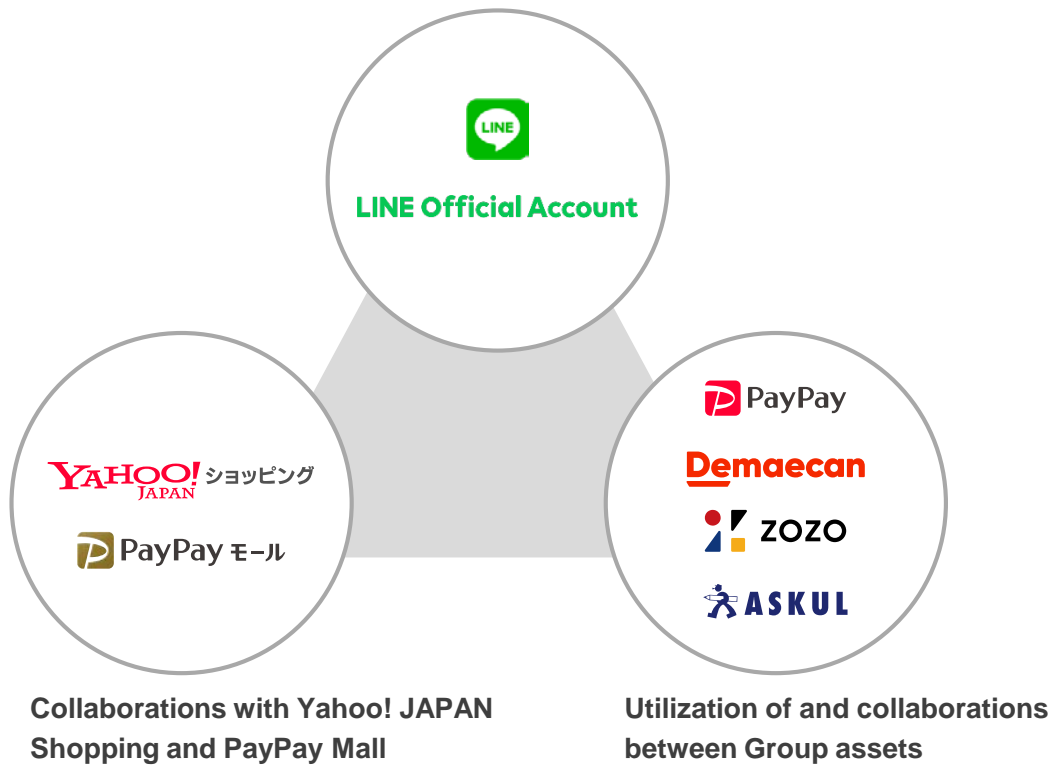 LINE
LINE Official Account
YAHOO! ショッピング
JAPAN
PayPay モール
PayPay
Demaecan
ZOZO
ASKUL
Collaborations with Yahoo! JAPAN
Shopping and PayPay Mall
Utilization of and collaborations
between Group assets